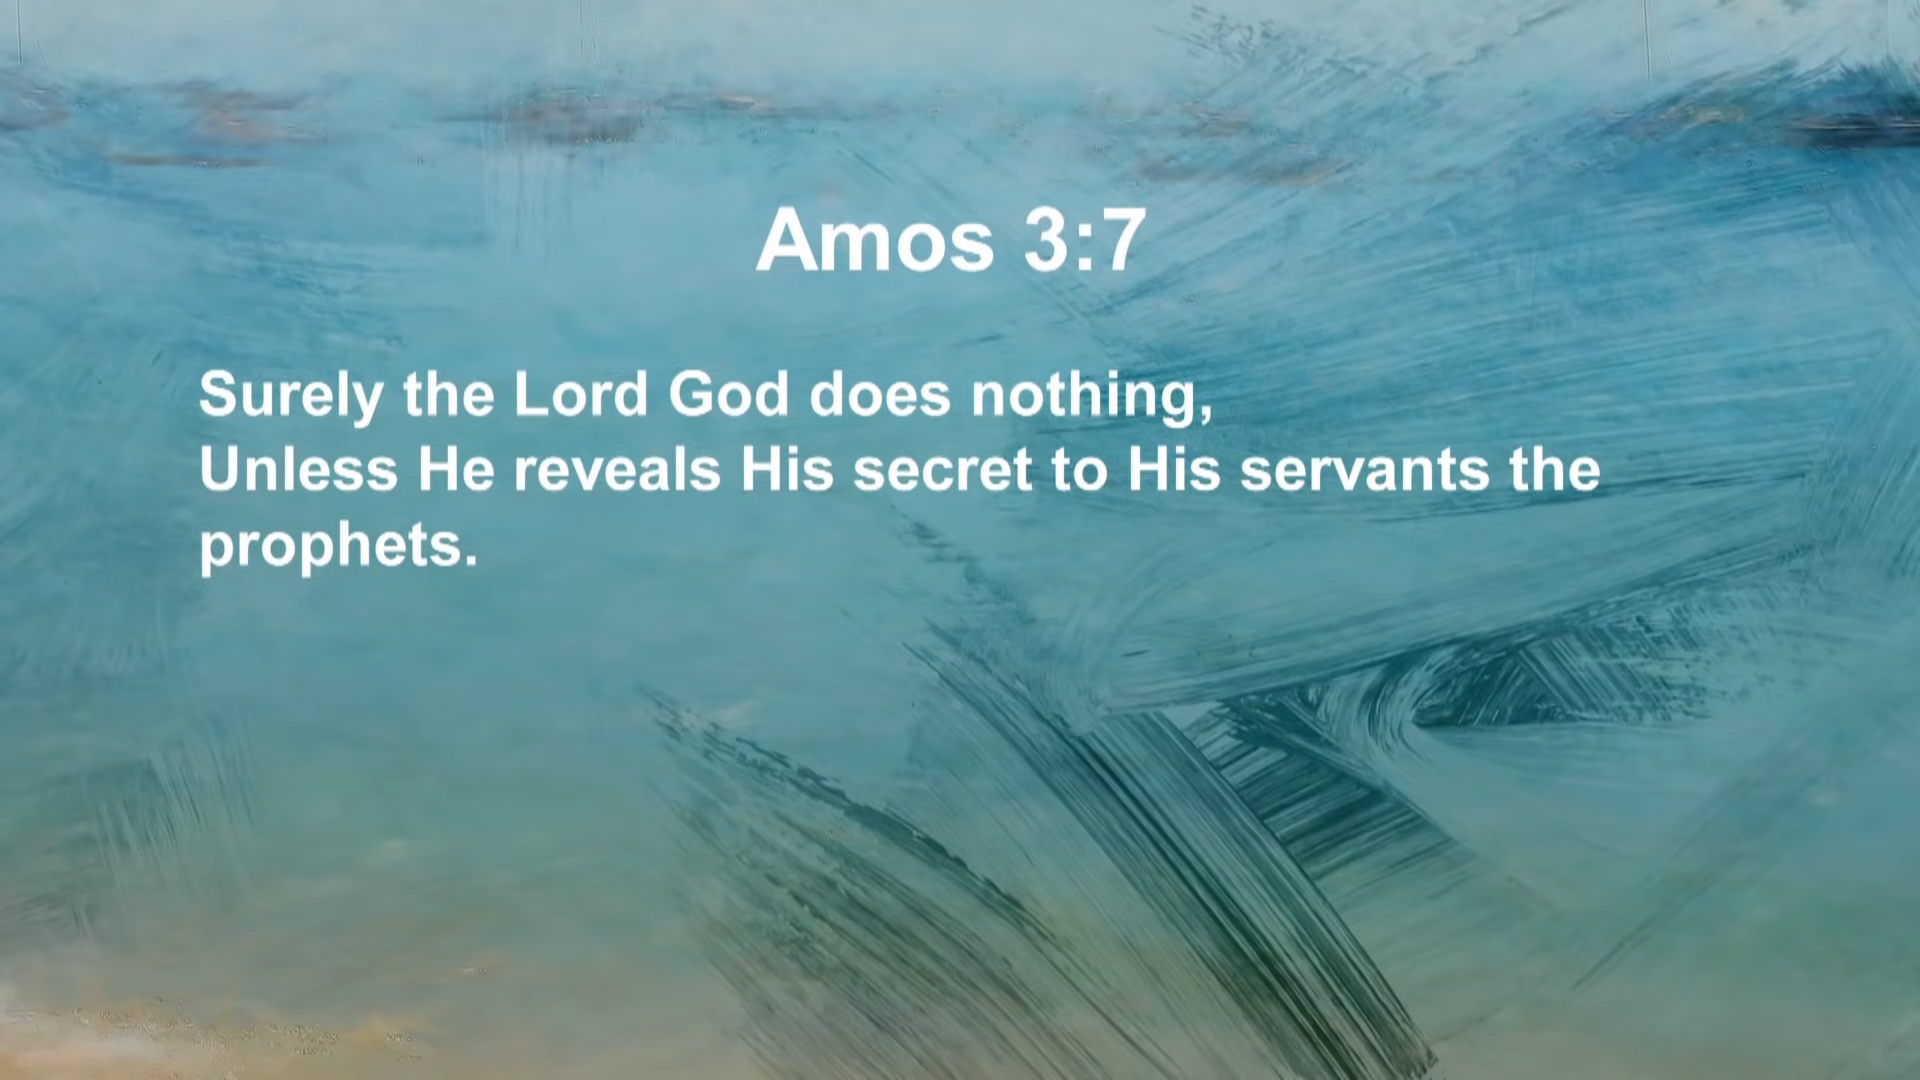 Amos 3:7
Surely the Lord God does nothing,
Unless He reveals His secret to His servants the
prophets.